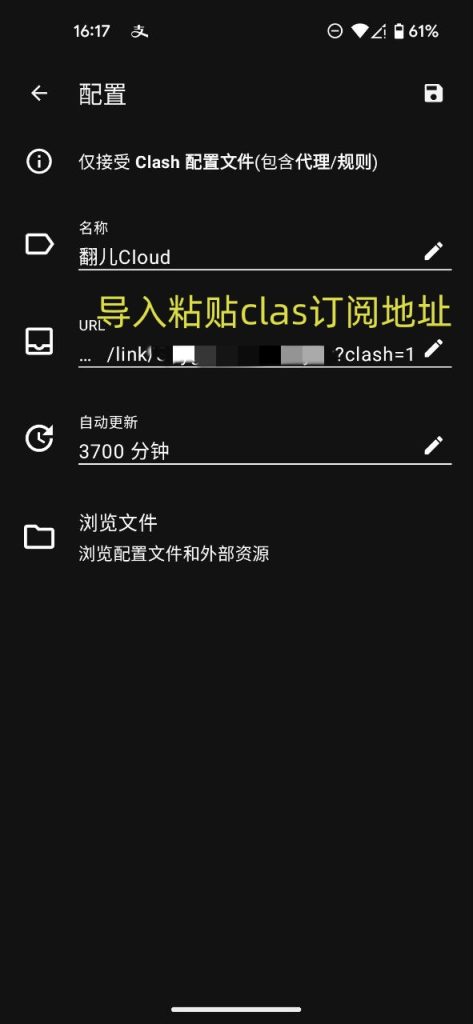 16:17 支 61%
配置
仅接受 Clash 配置文件(包含代理/规则)
名称
翻儿Cloud
导入粘贴clas订阅地址
URL
... /link/ ?clash=1
自动更新
3700 分钟
浏览文件
浏览配置文件和外部资源